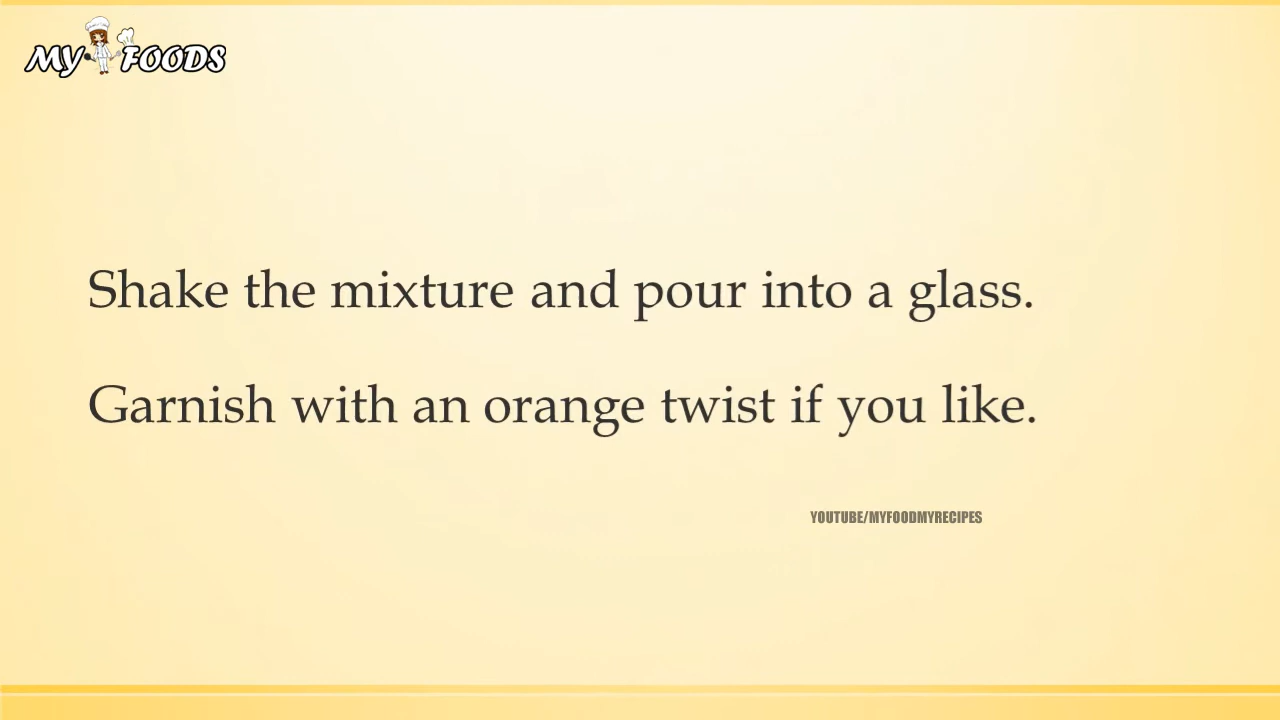 MY FOODS
Shake the mixture and pour into a glass.
Garnish with an orange twist if you like.
YOUTUBE/MYFOODMYRECIPES